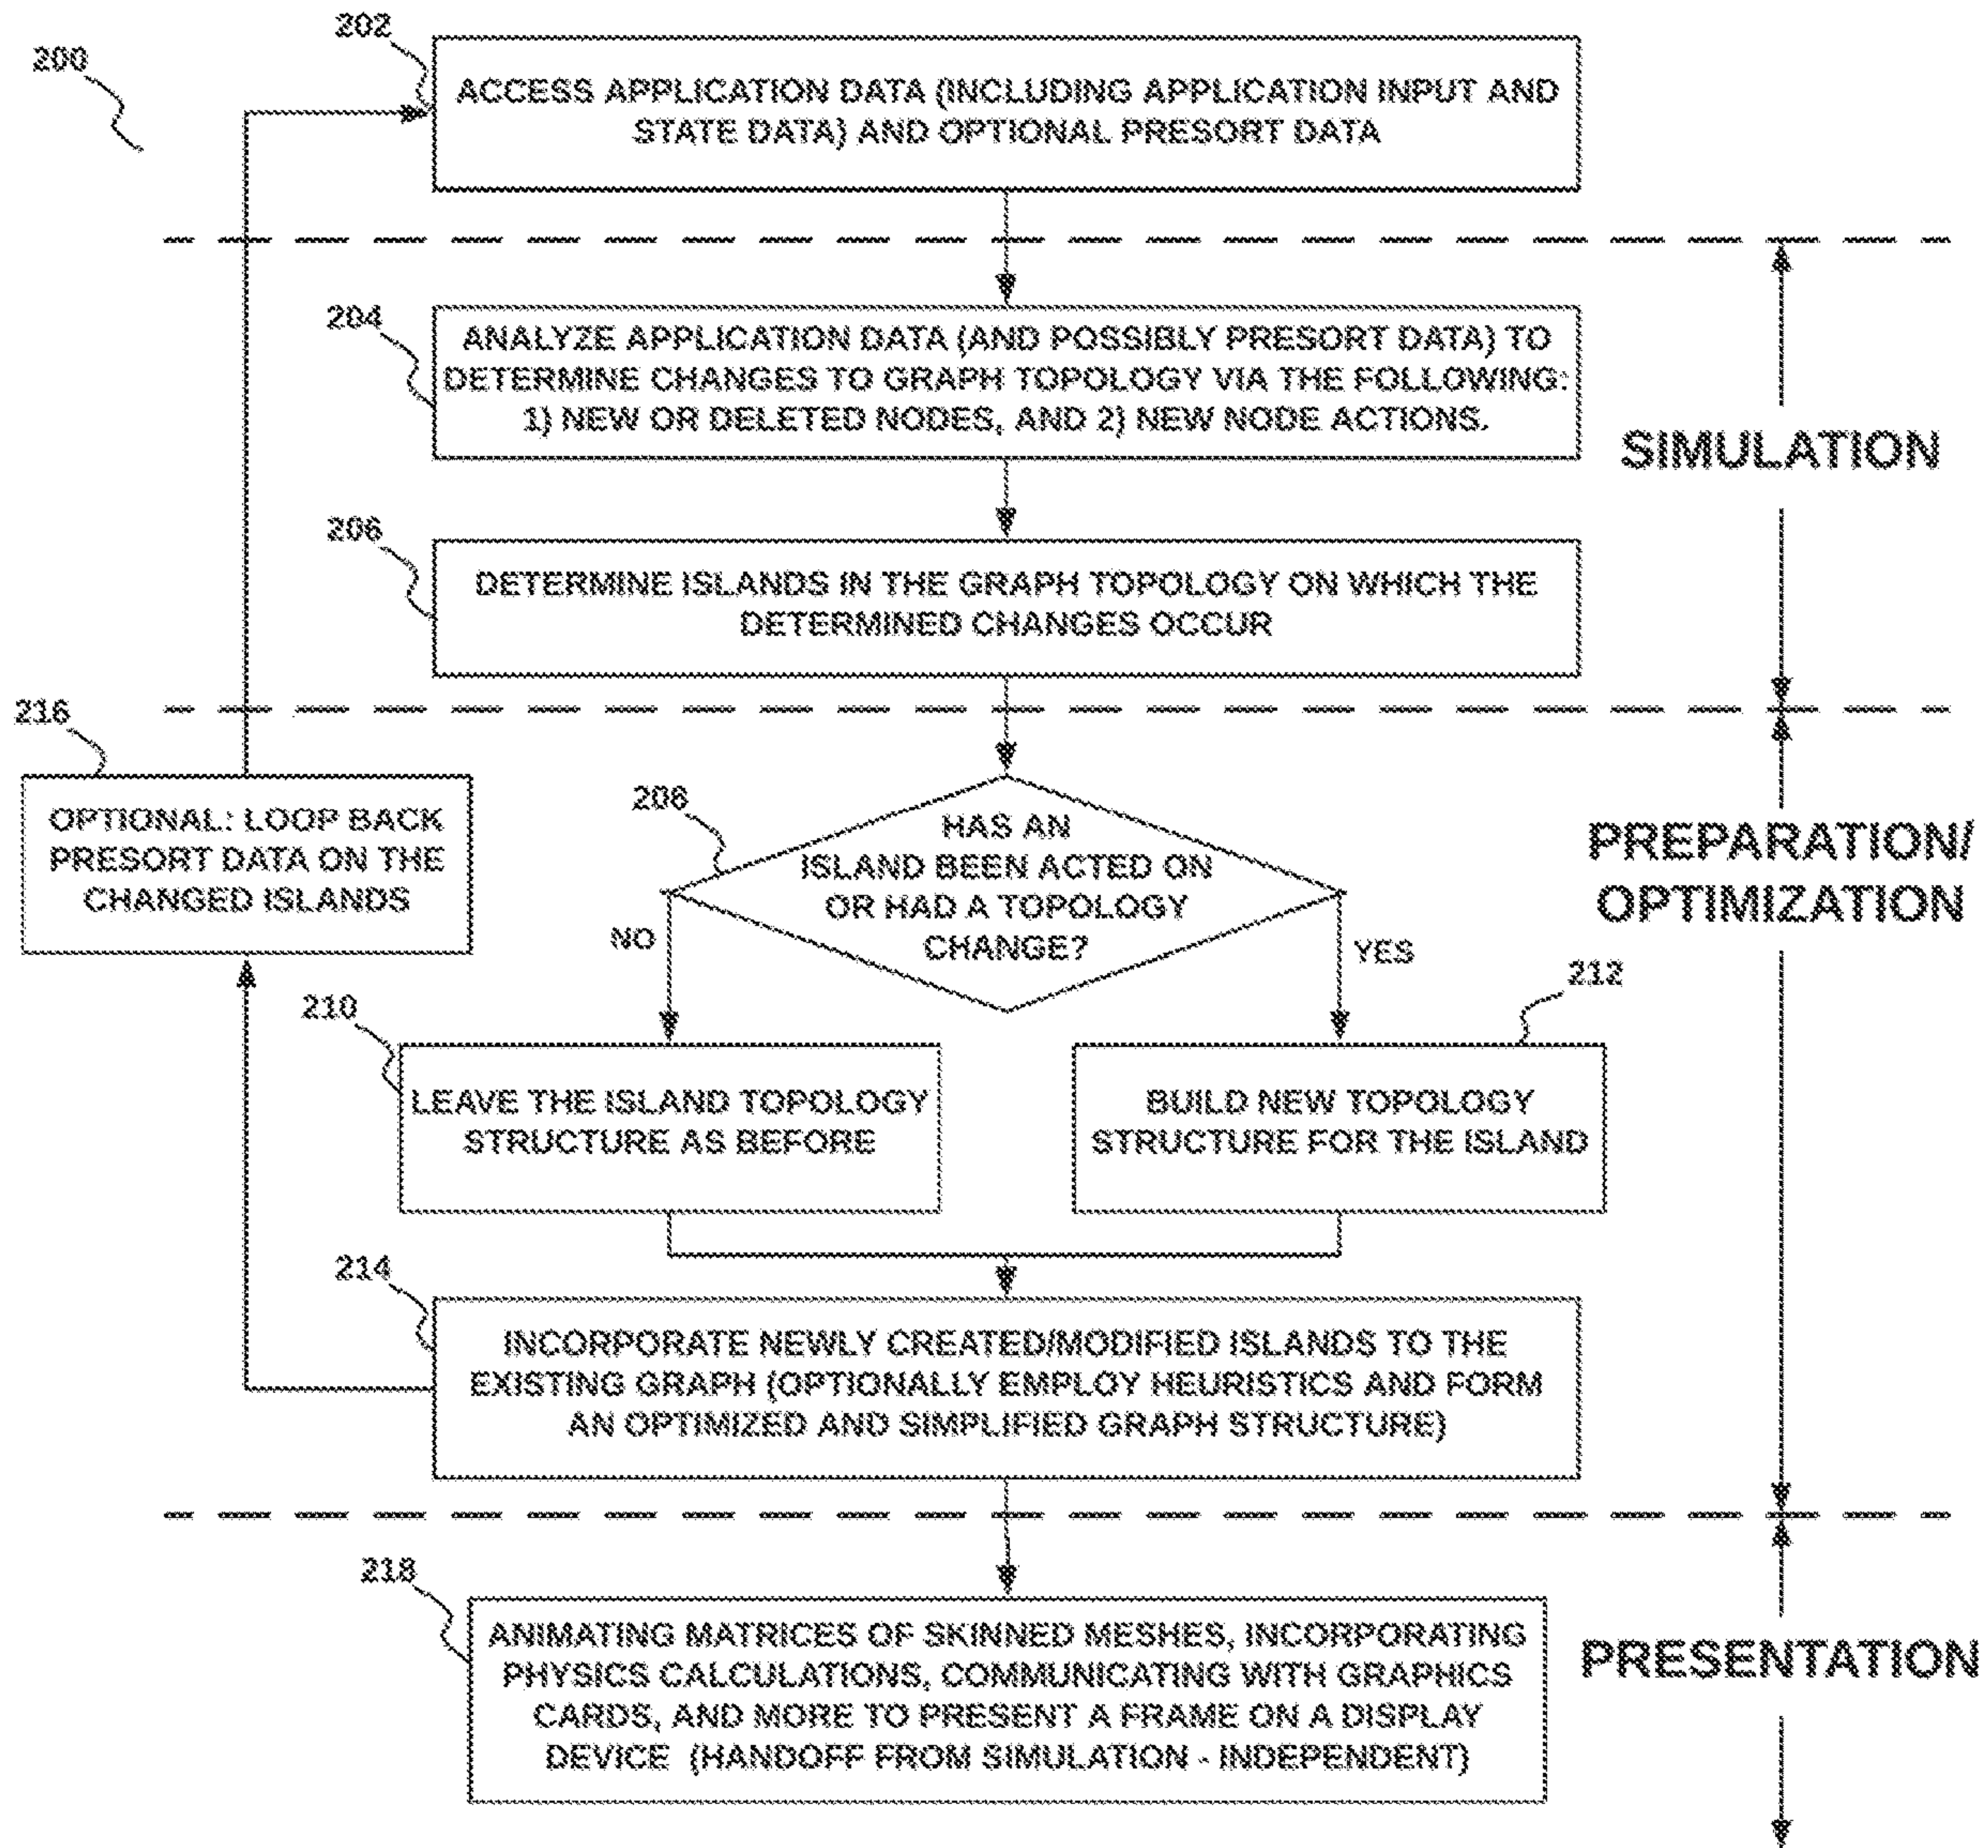 202
200
ACCESS APPLICATION DATA (INCLUDING APPLICATION INPUT AND
STATE DATA) AND OPTIONAL PRESORT DATA
204
ANALYZE APPLICATION DATA (AND POSSIBLY PRESORT DATA) TO
DETERMINE CHANGES TO GRAPH TOPOLOGY VIA THE FOLLOWING:
1) NEW OR DELETED NODES, AND 2) NEW NODE ACTIONS.
SIMULATION
206
DETERMINE ISLANDS IN THE GRAPH TOPOLOGY ON WHICH THE
DETERMINED CHANGES OCCUR
216
OPTIONAL: LOOP BACK
PRESORT DATA ON THE
CHANGED ISLANDS
208
HAS AN
ISLAND BEEN ACTED ON
OR HAD A TOPOLOGY
CHANGE?
PREPARATION/
OPTIMIZATION
NO
YES
210
212
LEAVE THE ISLAND TOPOLOGY
STRUCTURE AS BEFORE
BUILD NEW TOPOLOGY
STRUCTURE FOR THE ISLAND
214
INCORPORATE NEWLY CREATED/MODIFIED ISLANDS TO THE
EXISTING GRAPH (OPTIONALLY EMPLOY HEURISTICS AND FORM
AN OPTIMIZED AND SIMPLIFIED GRAPH STRUCTURE)
218
ANIMATING MATRICES OF SKINNED MESHES, INCORPORATING
PHYSICS CALCULATIONS, COMMUNICATING WITH GRAPHICS
CARDS, AND MORE TO PRESENT A FRAME ON A DISPLAY
DEVICE (HANDOFF FROM SIMULATION - INDEPENDENT)
PRESENTATION